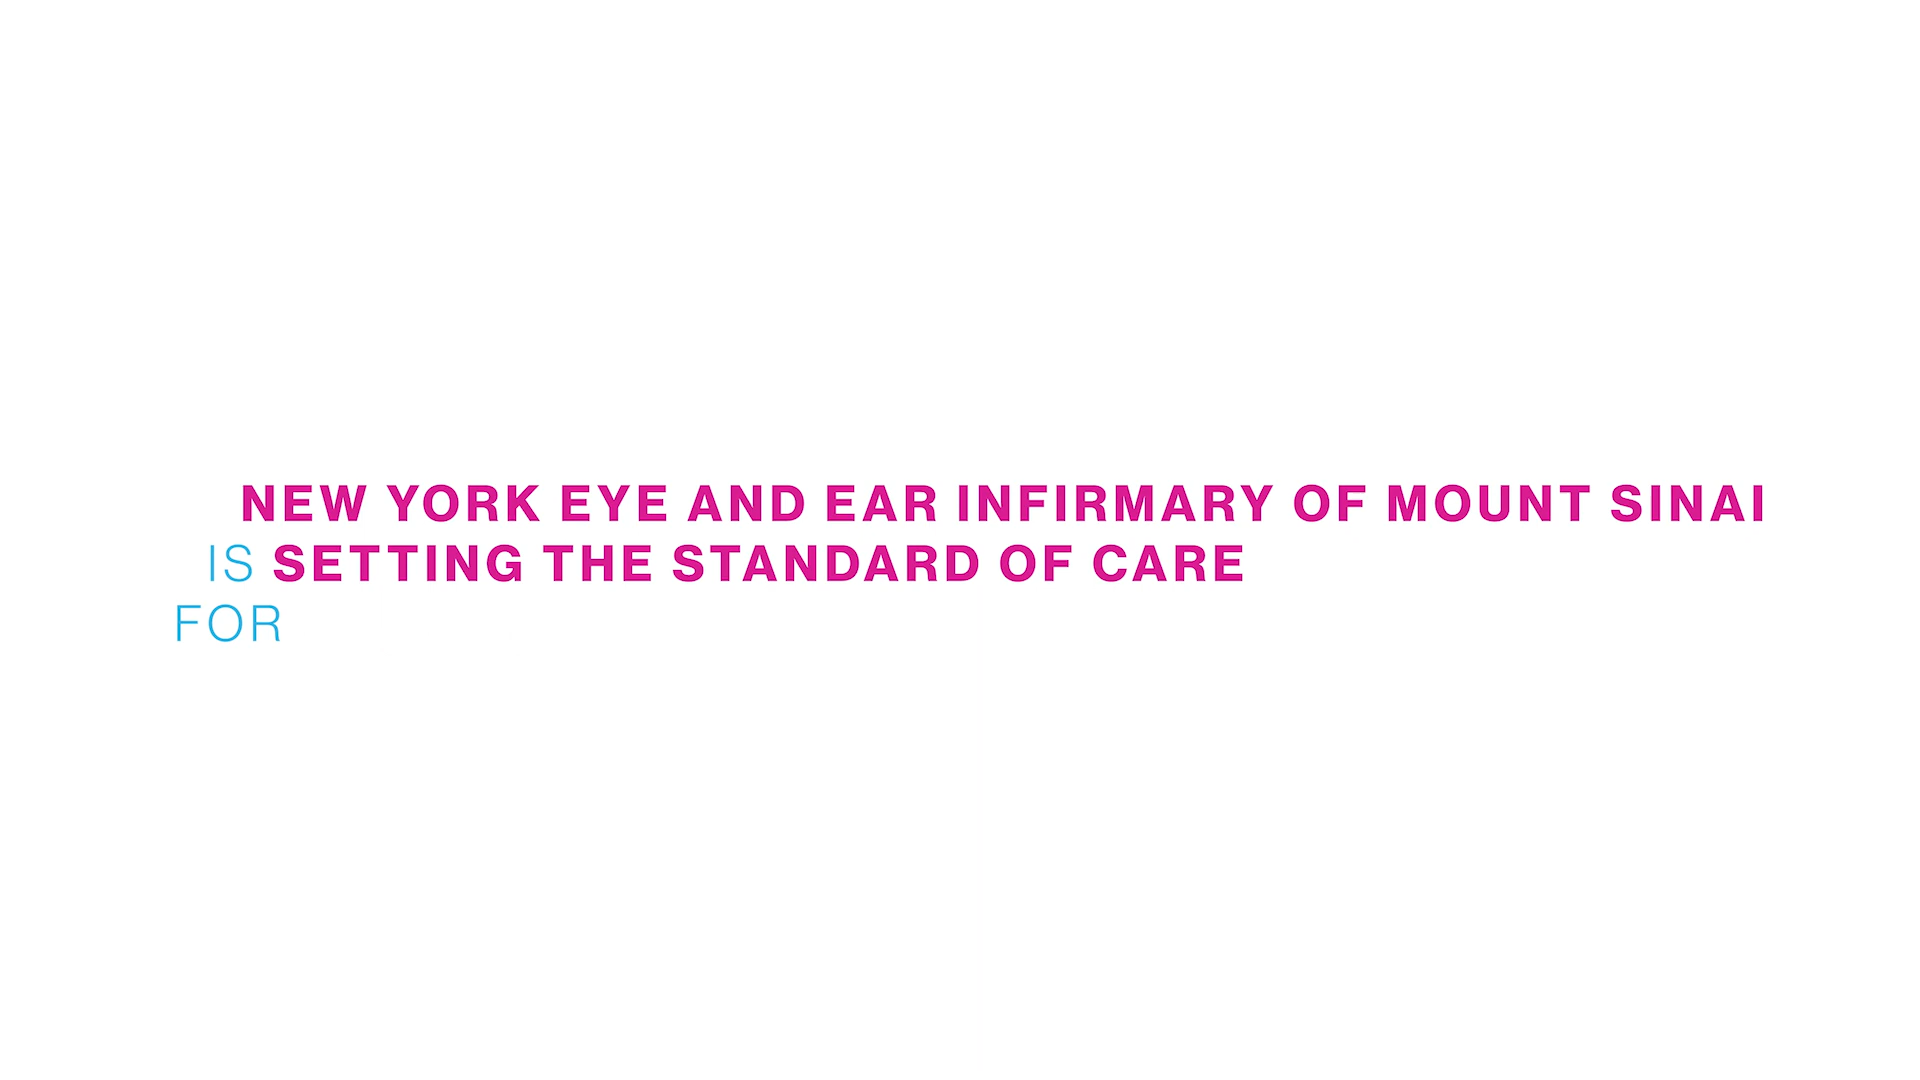 NEW YORK EYE AND EAR INFIRMARY OF MOUNT SINAI
IS SETTING THE STANDARD OF CARE
FOR